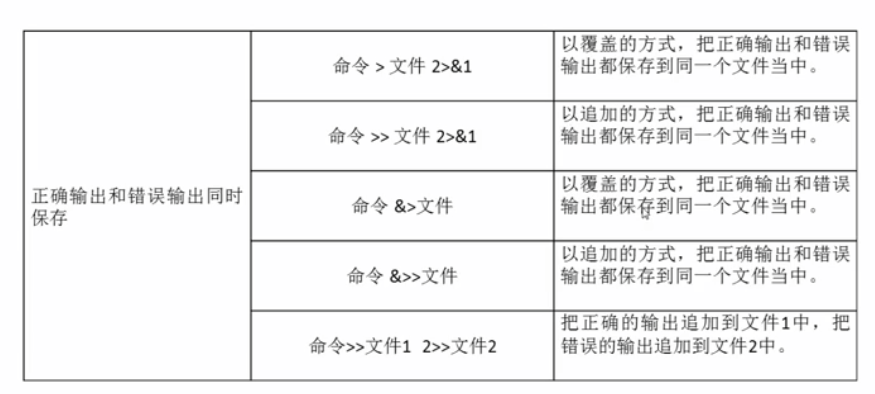 命令 > 文件 2>&1
以覆盖的方式，把正确输出和错误
输出都保存到同一个文件当中。
命令 >> 文件 2>&1
以追加的方式，把正确输出和错误
输出都保存到同一个文件当中。
正确输出和错误输出同时
保存
命令 &>文件
以覆盖的方式，把正确输出和错误
输出都保存到同一个文件当中。
命令 &>>文件
以追加的方式，把正确输出和错误
输出都保存到同一个文件当中。
命令>>文件1 2>>文件2
把正确的输出追加到文件1中，把
错误的输出追加到文件2中。